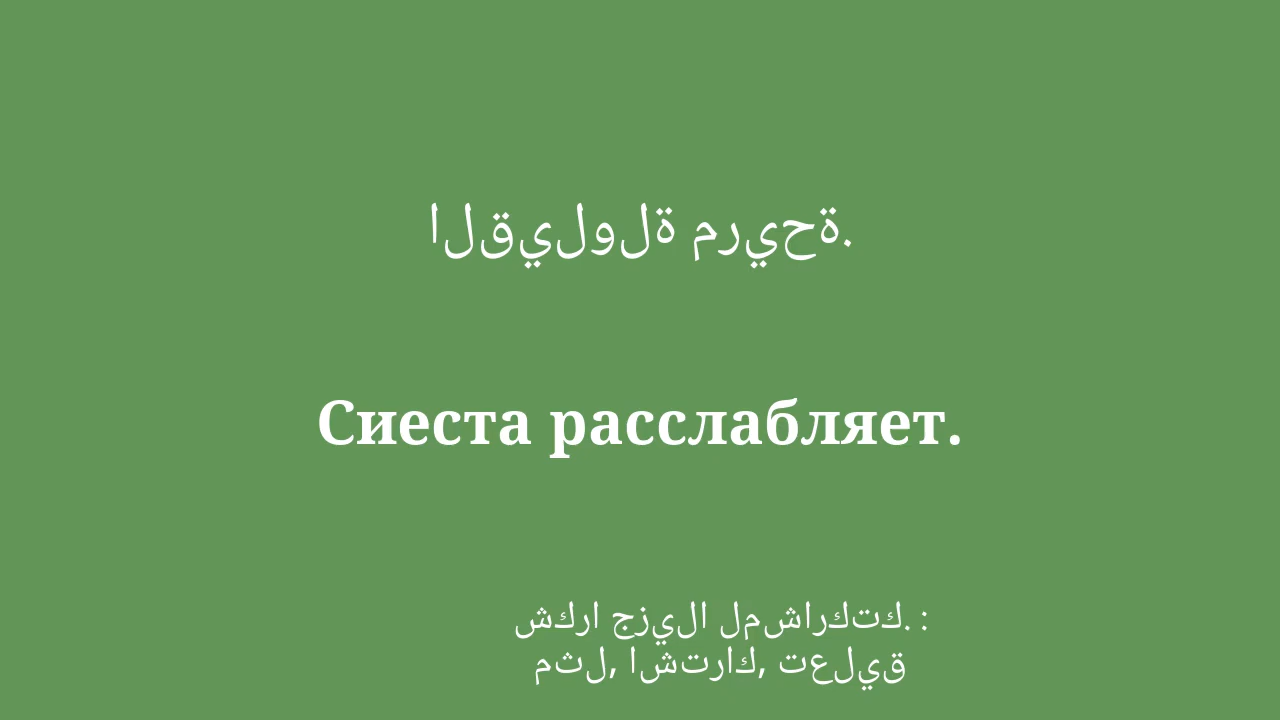 القيلولة مريحة.
Сиеста расслабляет.
شكرا جزيلا لمشاركتك. :
مثل, اشتراك, تعليق